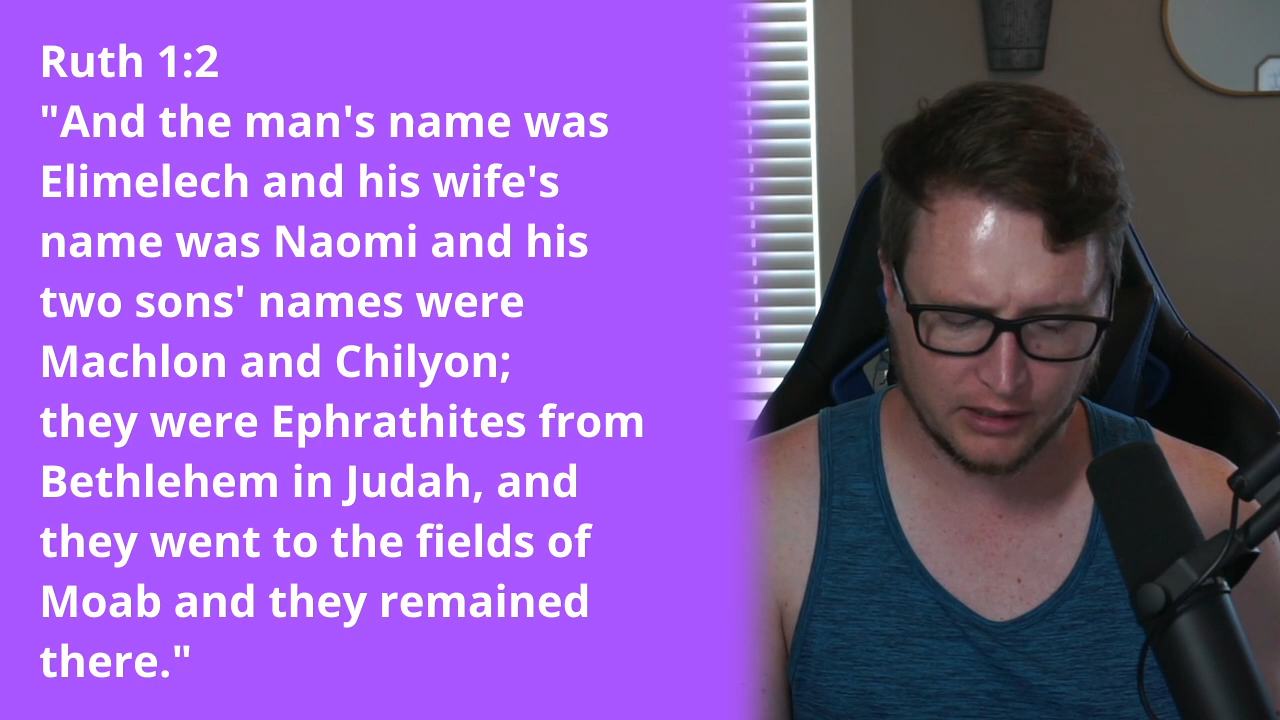 Ruth 1:2
"And the man's name was
Elimelech and his wife's
name was Naomi and his
two sons' names were
Machlon and Chilyon;
they were Ephrathites from
Bethlehem in Judah, and
they went to the fields of
Moab and they remained
there."